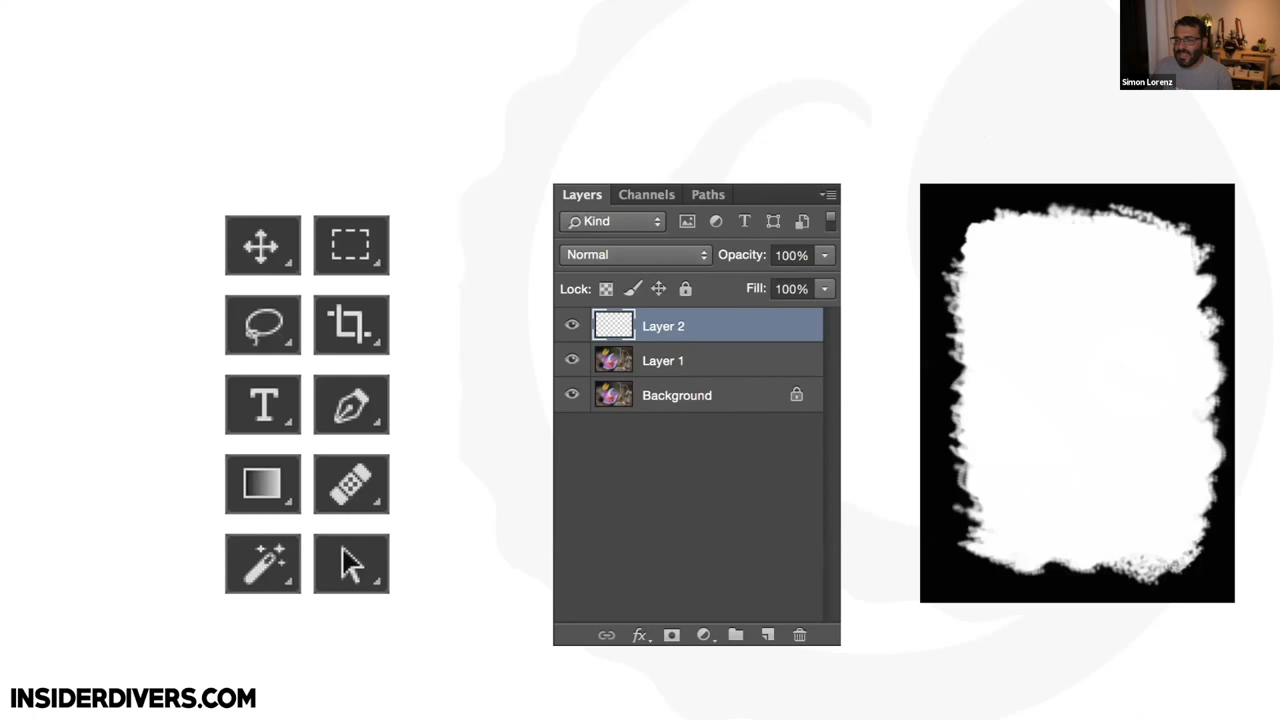 Simon Lorenz
Layers Channels Paths
Kind T
Normal Opacity: 100%
Lock: Fill: 100%
Layer 2
Layer 1
T
Background
fx
INSIDERDIVERS.COM